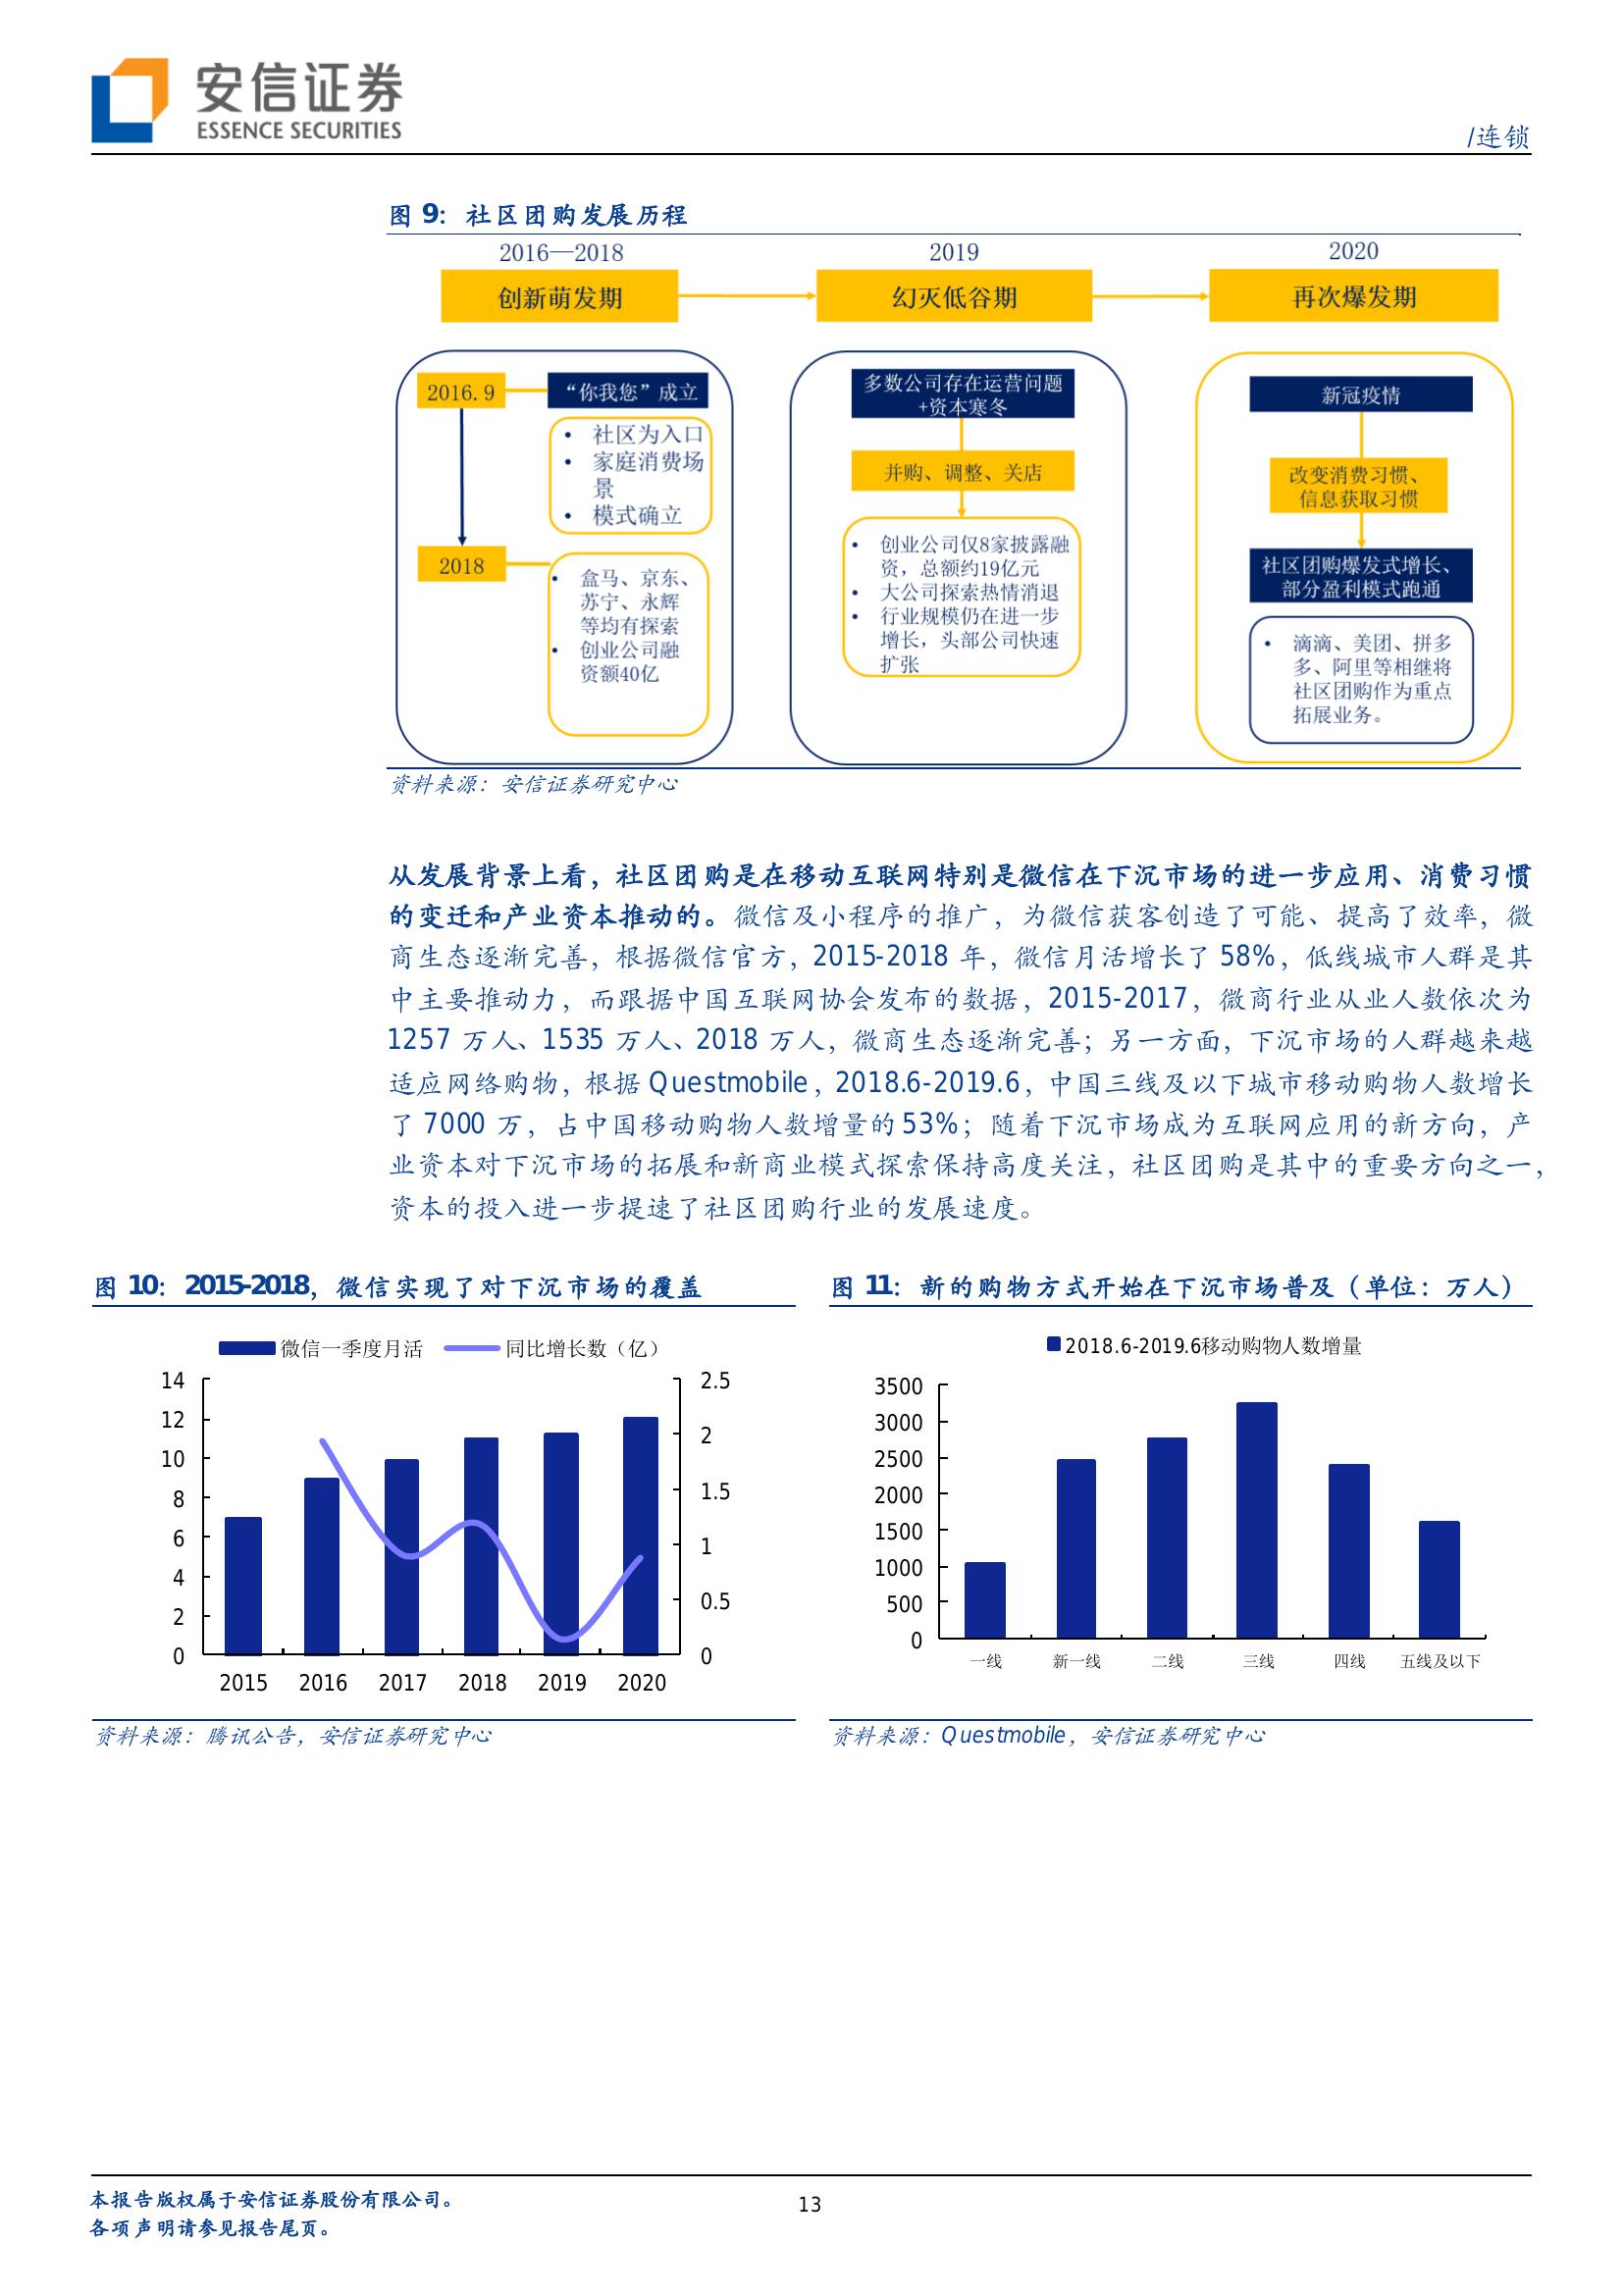 安信证券
ESSENCE SECURITIES
/连锁
图 9：社区团购发展历程
2016—2018
2019
2020
创新萌发期
幻灭低谷期
再次爆发期
2016.9
“你我您”成立
• 社区为入口
• 家庭消费场
景
• 模式确立
2018
• 盒马、京东、
苏宁、永辉
等均有探索
• 创业公司融
资额40亿
多数公司存在运营问题
+资本寒冬
并购、调整、关店
• 创业公司仅8家披露融
资，总额约19亿元
• 大公司探索热情消退
• 行业规模仍在进一步
增长，头部公司快速
扩张
新冠疫情
改变消费习惯、
信息获取习惯
社区团购爆发式增长、
部分盈利模式跑通
• 滴滴、美团、拼多
多、阿里等相继将
社区团购作为重点
拓展业务。
资料来源：安信证券研究中心
从发展背景上看，社区团购是在移动互联网特别是微信在下沉市场的进一步应用、消费习惯
的变迁和产业资本推动的。微信及小程序的推广，为微信获客创造了可能、提高了效率，微
商生态逐渐完善，根据微信官方，2015-2018 年，微信月活增长了 58%，低线城市人群是其
中主要推动力，而跟据中国互联网协会发布的数据，2015-2017，微商行业从业人数依次为
1257 万人、1535 万人、2018 万人，微商生态逐渐完善；另一方面，下沉市场的人群越来越
适应网络购物，根据 Questmobile，2018.6-2019.6，中国三线及以下城市移动购物人数增长
了 7000 万，占中国移动购物人数增量的 53%；随着下沉市场成为互联网应用的新方向，产
业资本对下沉市场的拓展和新商业模式探索保持高度关注，社区团购是其中的重要方向之一，
资本的投入进一步提速了社区团购行业的发展速度。
图 10：2015-2018，微信实现了对下沉市场的覆盖
微信一季度月活
同比增长数（亿）
14
12
10
8
6
4
2
0
2.5
2
1.5
1
0.5
0
2015 2016 2017 2018 2019 2020
资料来源：腾讯公告，安信证券研究中心
图 11：新的购物方式开始在下沉市场普及（单位：万人）
2018.6-2019.6移动购物人数增量
3500
3000
2500
2000
1500
1000
500
0
一线 新一线 二线 三线 四线 五线及以下
资料来源：Questmobile，安信证券研究中心
本报告版权属于安信证券股份有限公司。
各项声明请参见报告尾页。
13